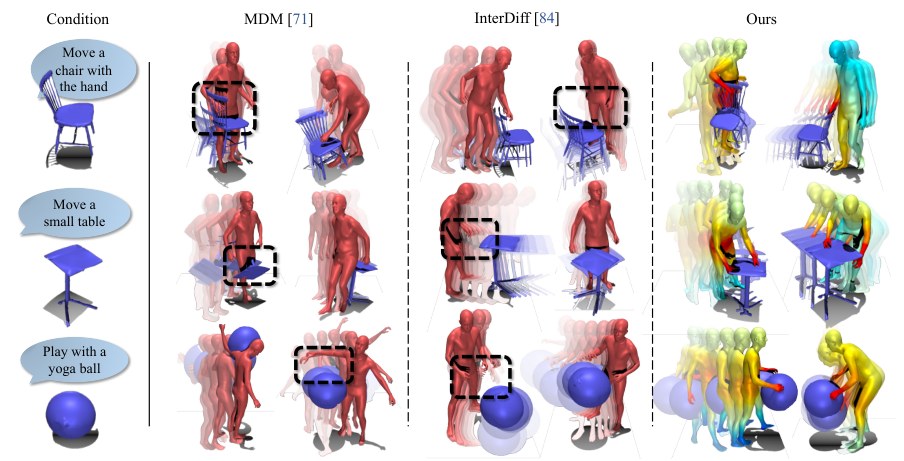 Condition
MDM [71]
InterDiff [84]
Ours
Move a
chair with
the hand
Move a
small table
Play with a
yoga ball